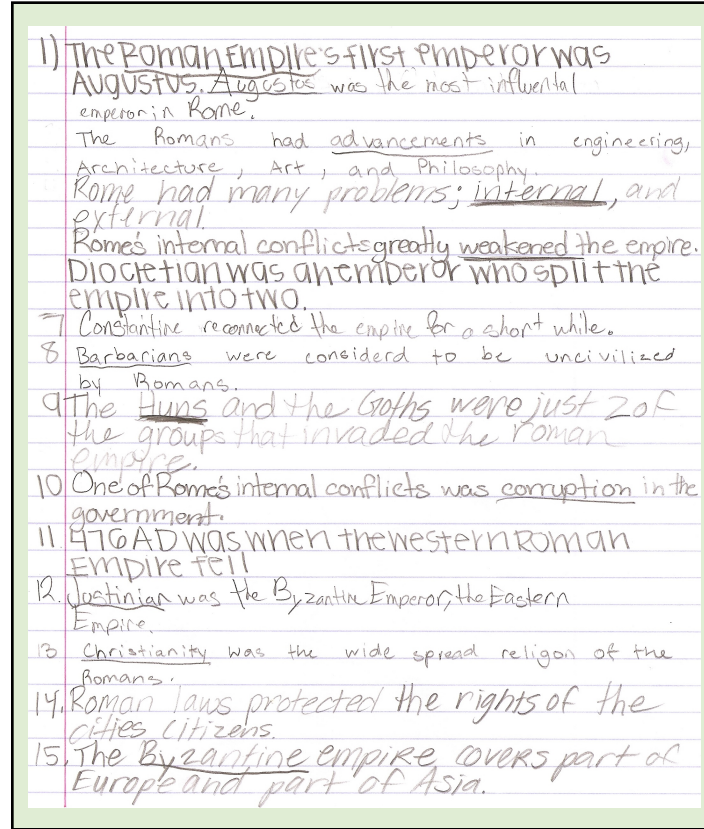 1) The Roman Empire's first emperor was
Augustus. Augustus was the most influental
emperor in Rome.
The Romans had advancements in engineering,
Architecture, Art, and Philosophy.
Rome had many problems; internal, and
external.
Rome's internal conflicts greatly weakened the empire.
Diocletian was an emperor who split the
empire into two.
7 Constantine reconnected the empire for a short while.
8 Barbarians were considerd to be uncivilized
by Romans.
9 The Huns and the Goths were just 2 of
the groups that invaded the roman
empire.
10 One of Rome's internal conflicts was corruption in the
government.
11. 476 AD was when the western Roman
Empire fell
12. Justinian was the Byzantine Emperor, the Eastern
Empire.
13 Christianity was the wide spread religon of the
Romans.
14. Roman laws protected the rights of the
cities citizens.
15. The Byzantine empire covers part of
Europe and part of Asia.